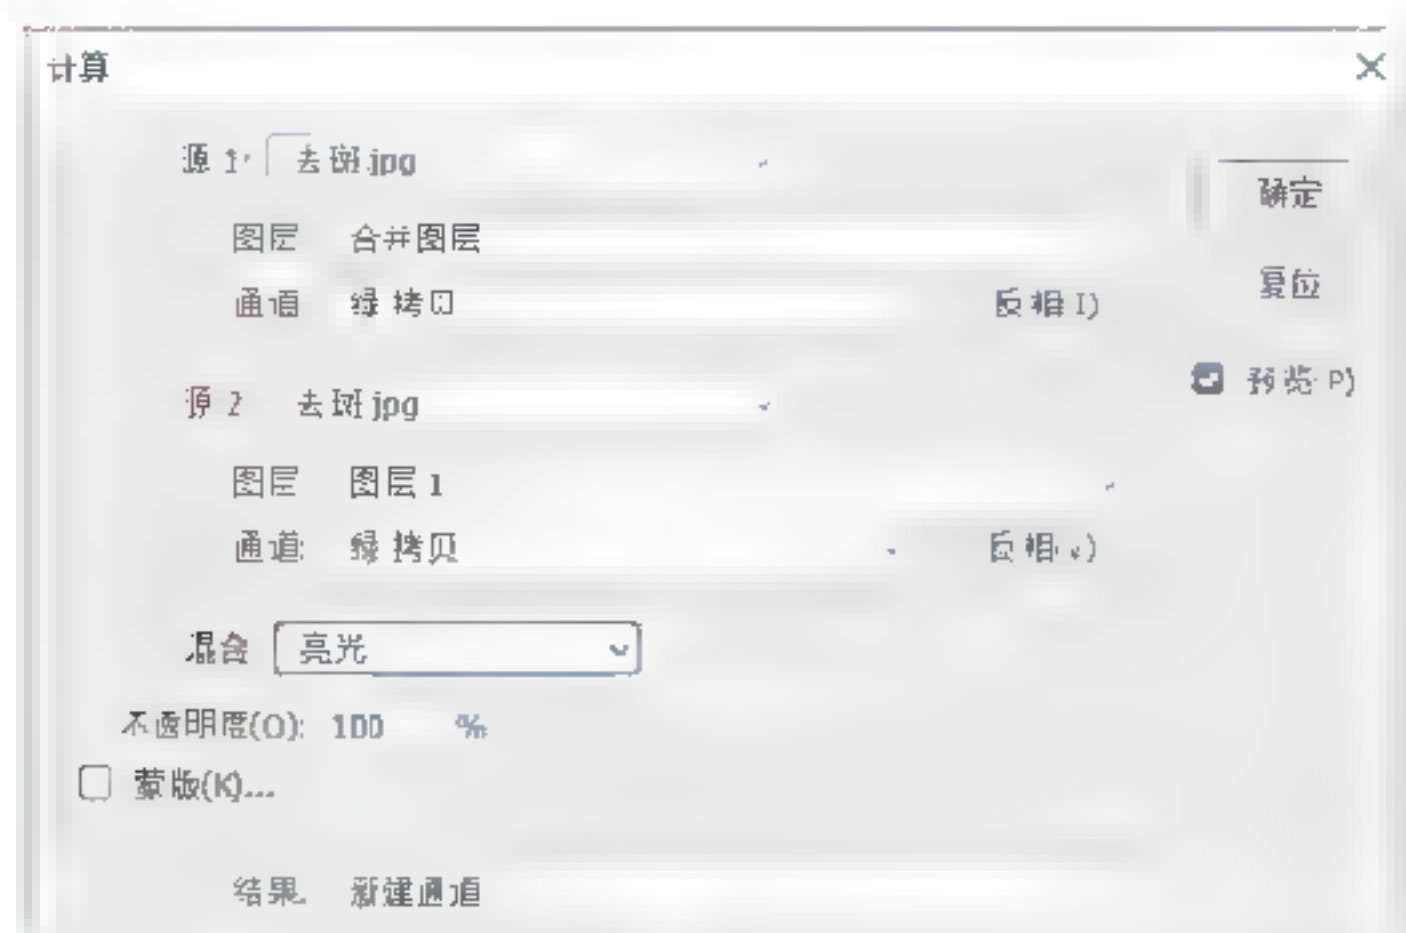 计算
源 1: 去斑.jpg
确定
图层 合并图层
复位
通道 绿 拷贝 反相 I)
预览 P)
源 2 去斑.jpg
图层 图层 1
通道: 绿 拷贝 反相 v)
混合 亮光
不透明度(O): 100 %
蒙版(K)...
结果. 新建通道